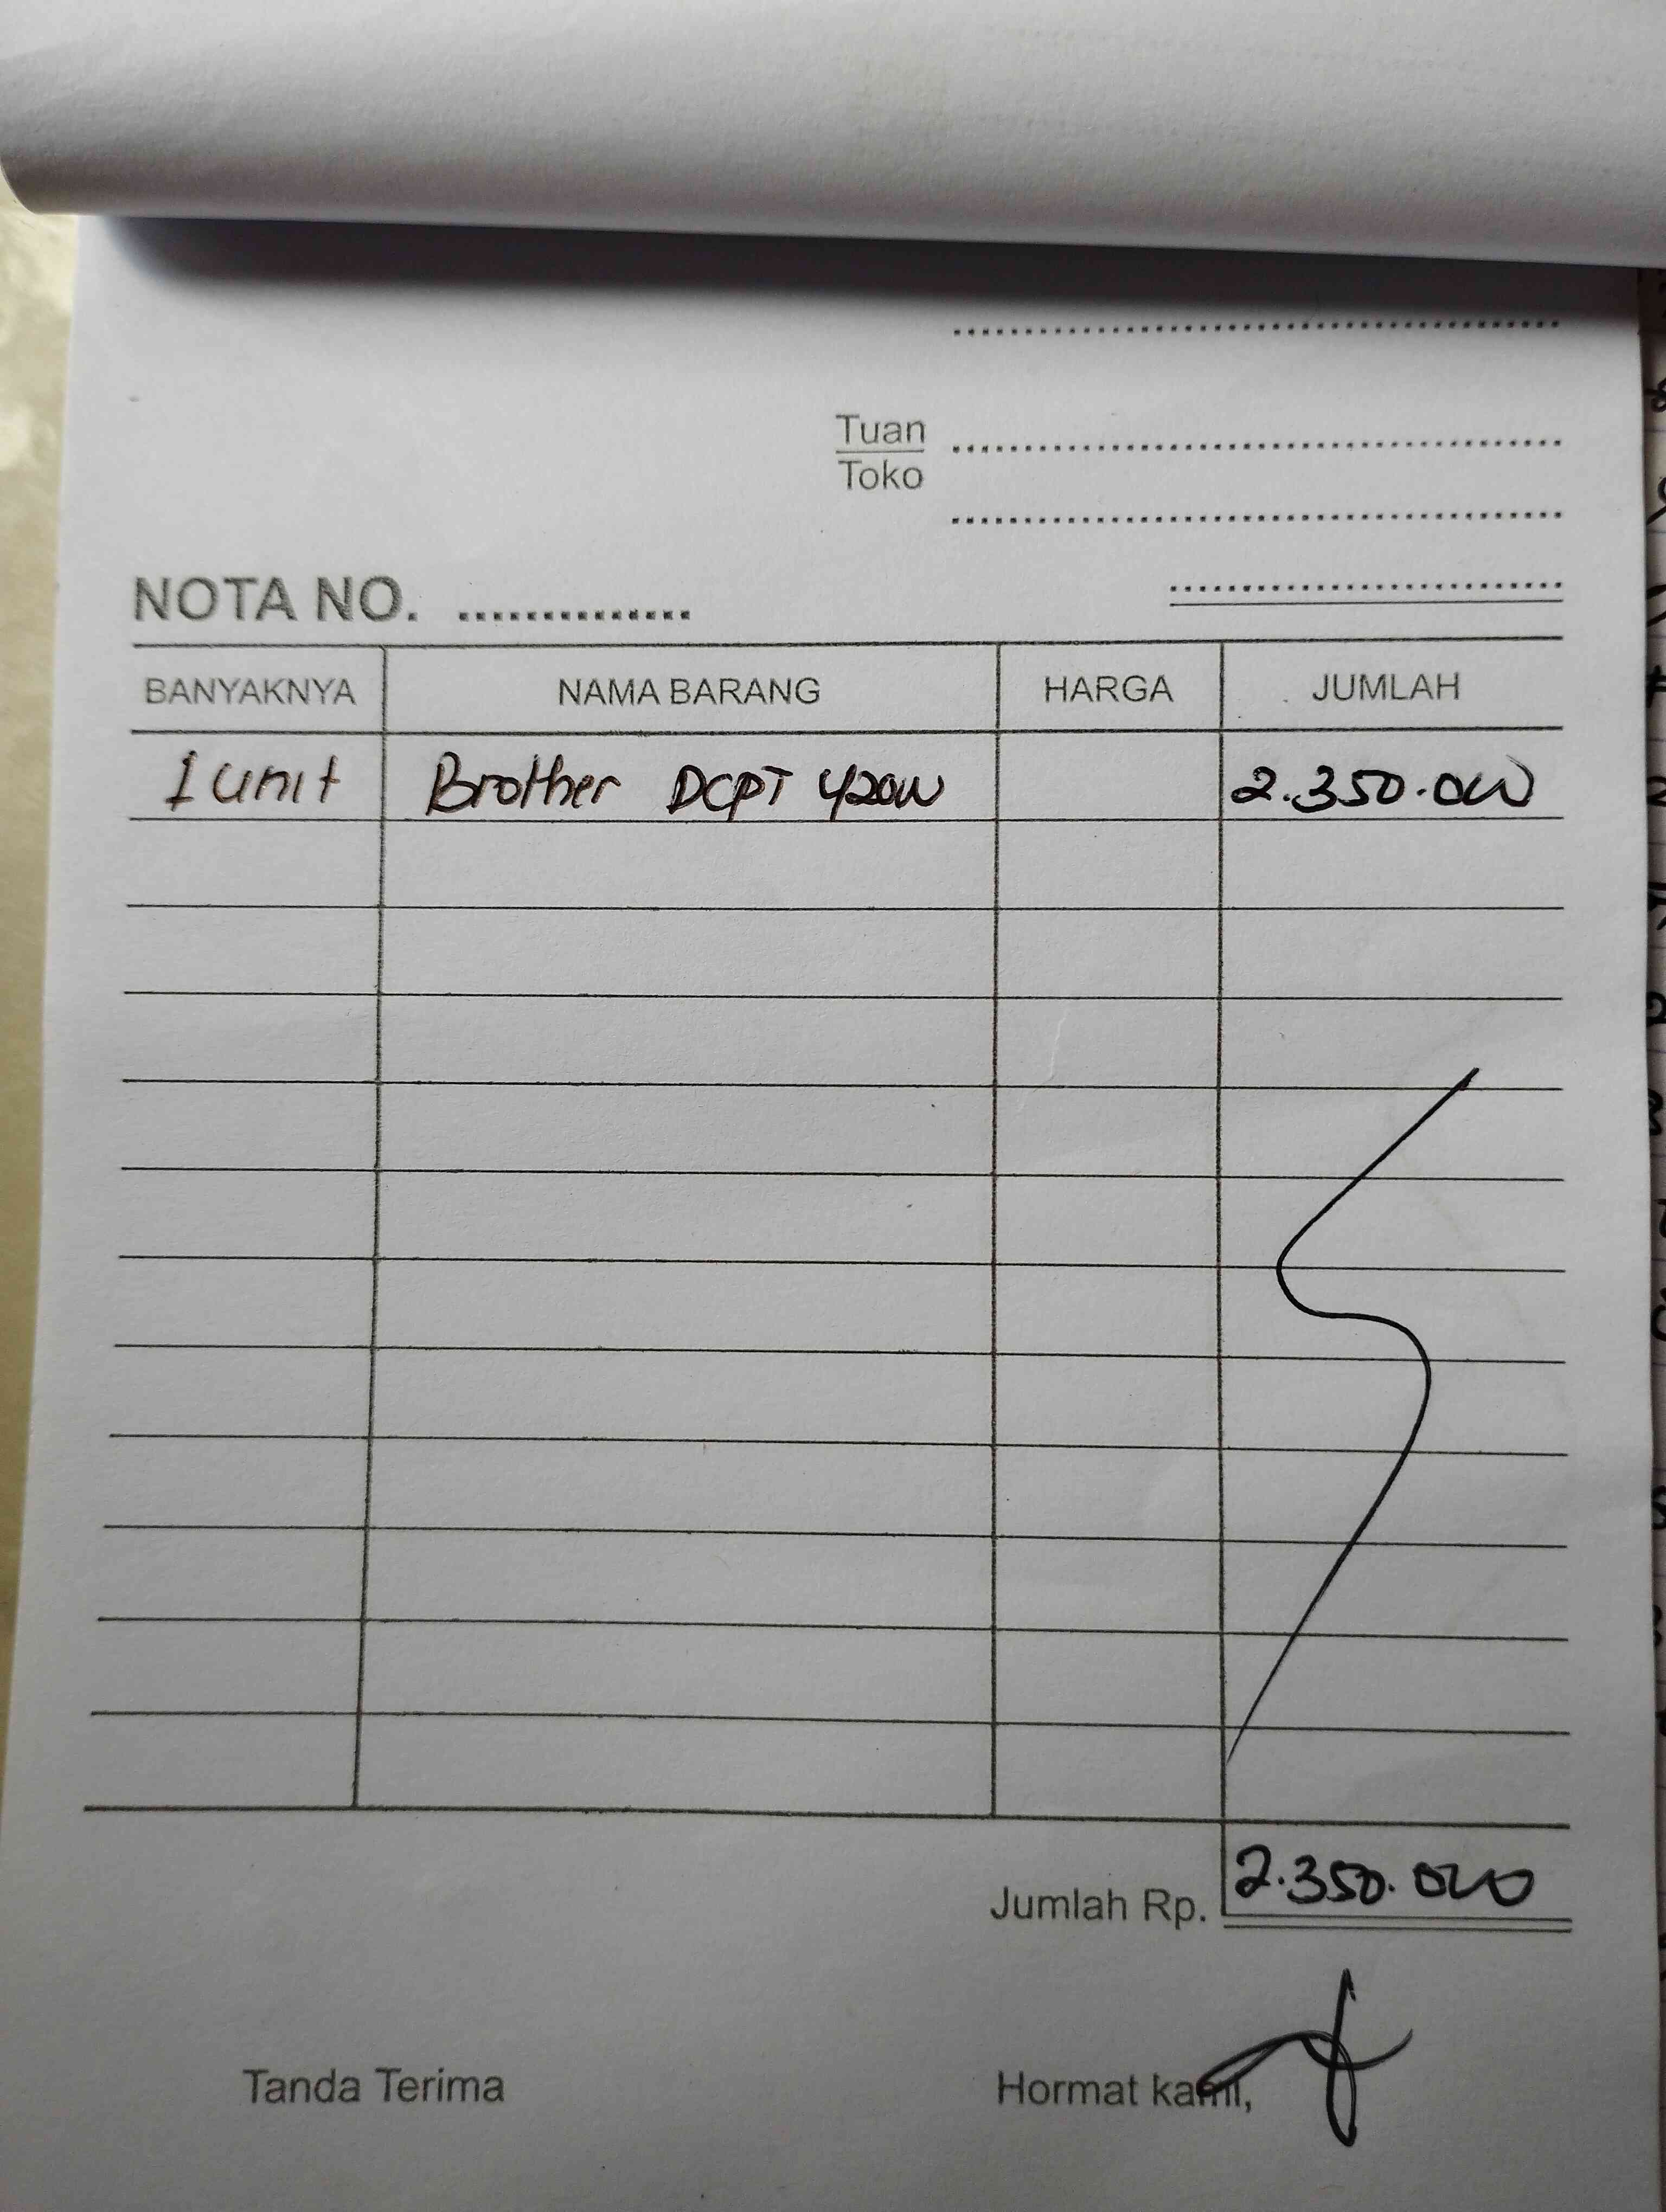 Tuan
Toko
NOTA NO. ................
BANYAKNYA NAMA BARANG HARGA JUMLAH
1 unit Brother DCPT 420W 2.350.000
Jumlah Rp. 2.350.000
Tanda Terima Hormat kami,